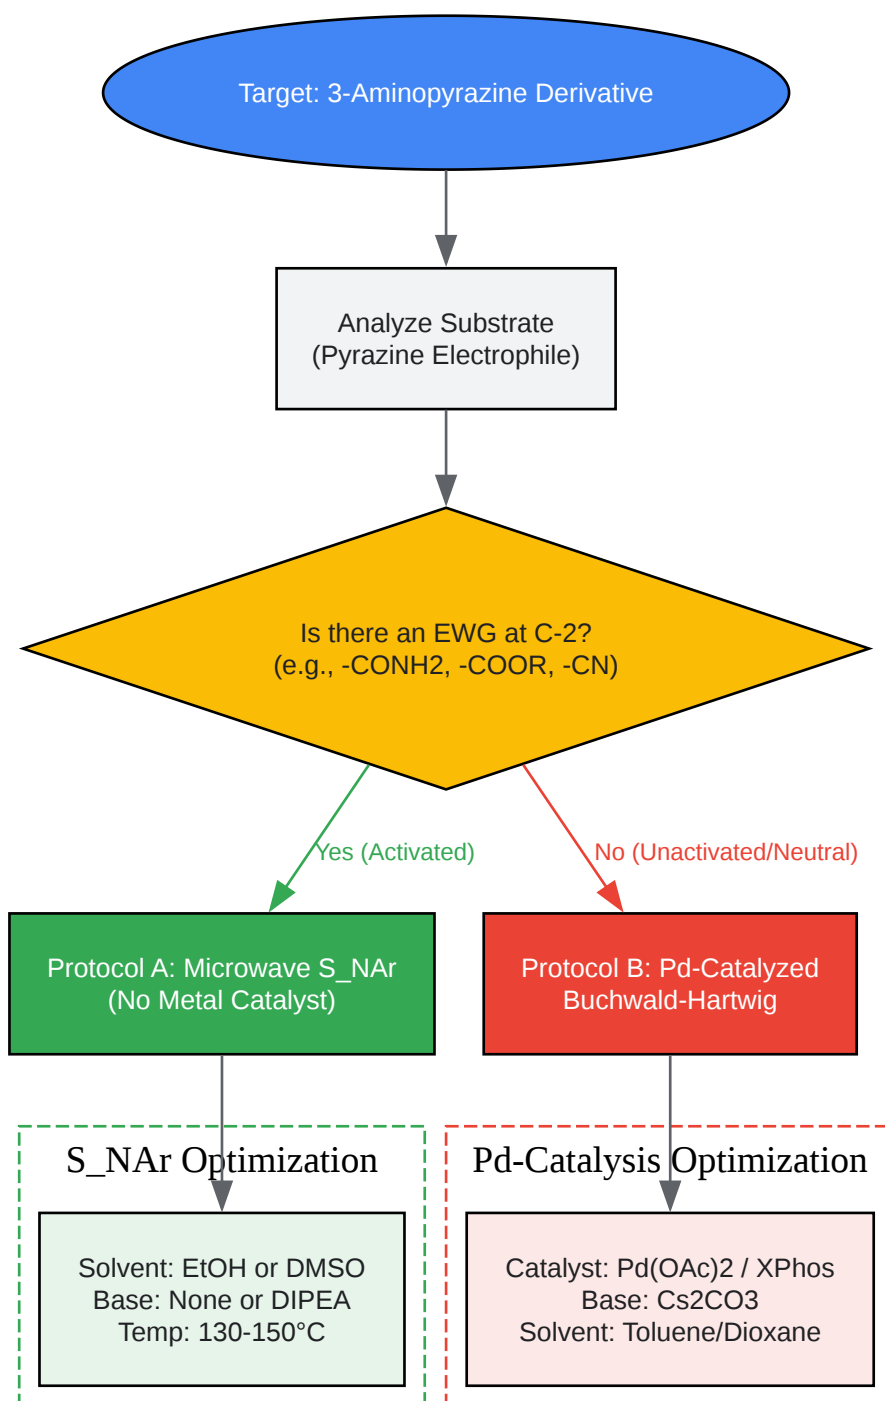 Target: 3-Aminopyrazine Derivative
Analyze Substrate
(Pyrazine Electrophile)
Is there an EWG at C-2?
(e.g., -CONH2, -COOR, -CN)
Yes (Activated)
No (Unactivated/Neutral)
Protocol A: Microwave S_NAr
(No Metal Catalyst)
Protocol B: Pd-Catalyzed
Buchwald-Hartwig
S_NAr Optimization
Solvent: EtOH or DMSO
Base: None or DIPEA
Temp: 130-150°C
Pd-Catalysis Optimization
Catalyst: Pd(OAc)2 / XPhos
Base: Cs2CO3
Solvent: Toluene/Dioxane